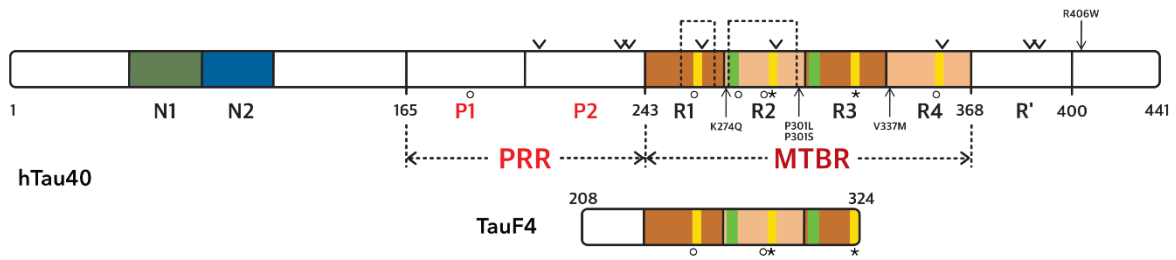 R406W
N1 N2 P1 P2 R1 R2 R3 R4 R'
1 165 243 368 400 441
K274Q
P301L
P301S
V337M
PRR MTBR
hTau40
208 324
TauF4